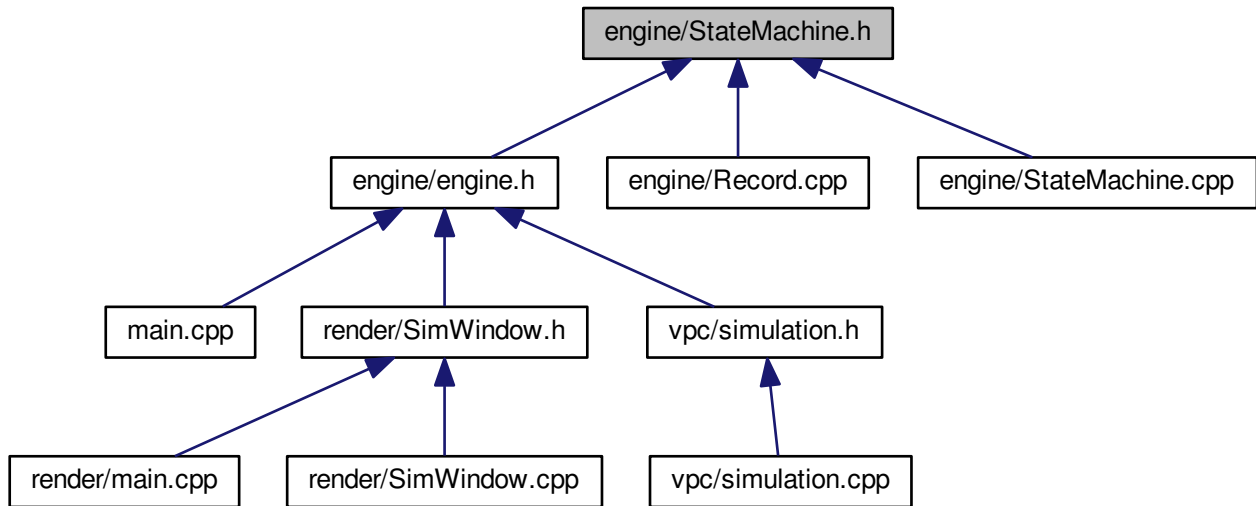 engine/StateMachine.h
engine/engine.h
engine/Record.cpp
engine/StateMachine.cpp
main.cpp
render/SimWindow.h
vpc/simulation.h
render/main.cpp
render/SimWindow.cpp
vpc/simulation.cpp